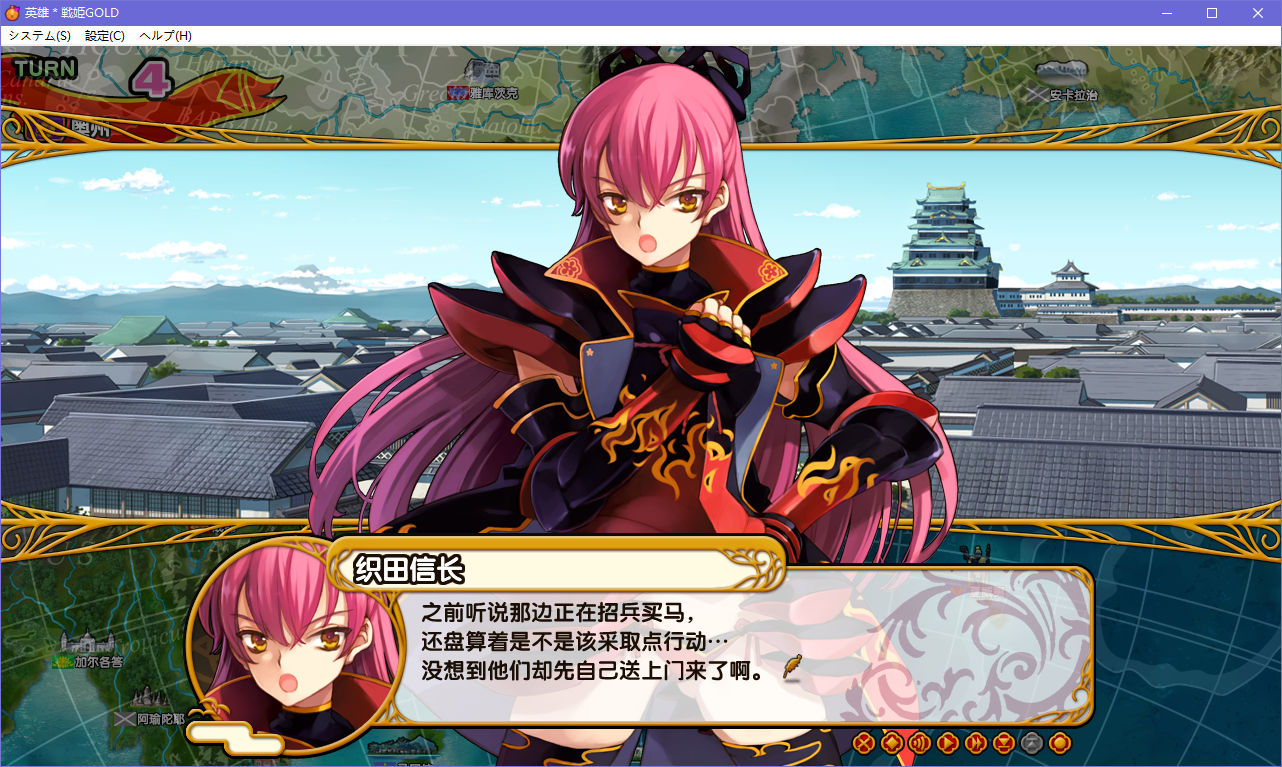 英雄＊戦姫GOLD
システム(S) 設定(C) ヘルプ(H)
TURN 4
雅库茨克
安卡拉治
织田信长
之前听说那边正在招兵买马，
还盘算着是不是该采取点行动…
没想到他们却先自己送上门来了啊。
加尔各答
阿瑜陀耶